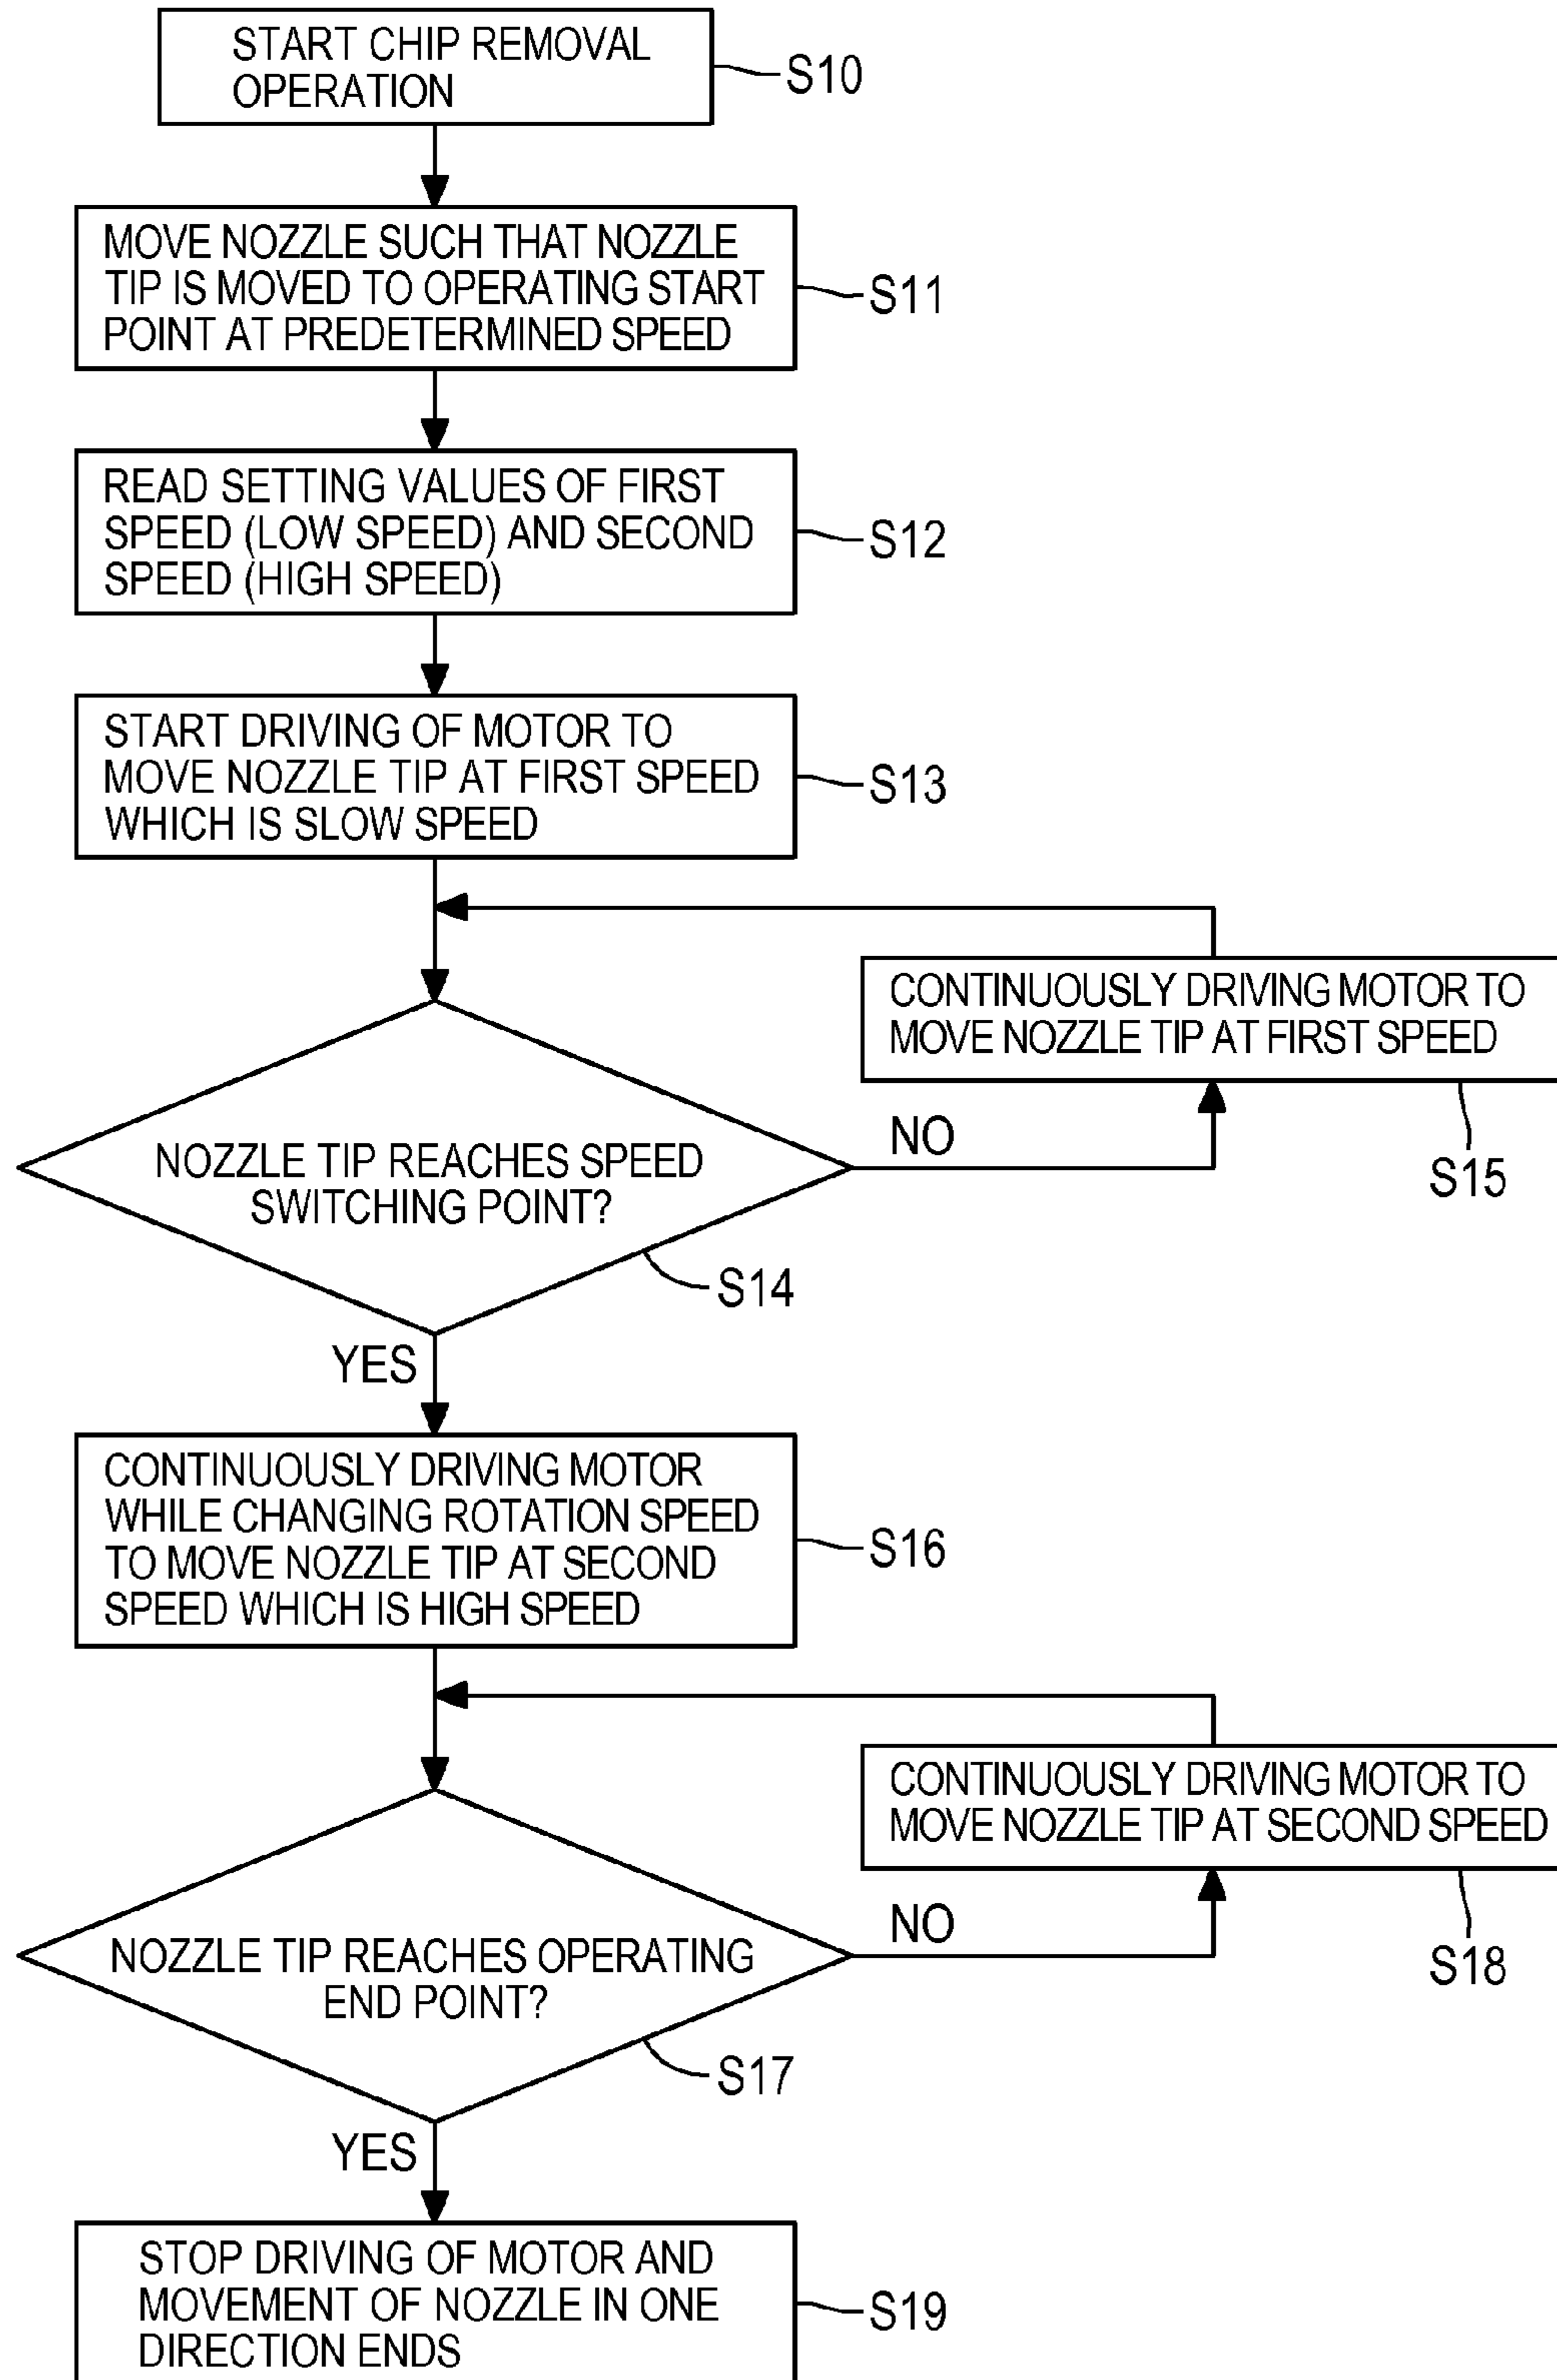 START CHIP REMOVAL
OPERATION
S10
MOVE NOZZLE SUCH THAT NOZZLE
TIP IS MOVED TO OPERATING START
POINT AT PREDETERMINED SPEED
S11
READ SETTING VALUES OF FIRST
SPEED (LOW SPEED) AND SECOND
SPEED (HIGH SPEED)
S12
START DRIVING OF MOTOR TO
MOVE NOZZLE TIP AT FIRST SPEED
WHICH IS SLOW SPEED
S13
CONTINUOUSLY DRIVING MOTOR TO
MOVE NOZZLE TIP AT FIRST SPEED
S15
NO
NOZZLE TIP REACHES SPEED
SWITCHING POINT?
S14
YES
CONTINUOUSLY DRIVING MOTOR
WHILE CHANGING ROTATION SPEED
TO MOVE NOZZLE TIP AT SECOND
SPEED WHICH IS HIGH SPEED
S16
CONTINUOUSLY DRIVING MOTOR TO
MOVE NOZZLE TIP AT SECOND SPEED
S18
NO
NOZZLE TIP REACHES OPERATING
END POINT?
S17
YES
STOP DRIVING OF MOTOR AND
MOVEMENT OF NOZZLE IN ONE
DIRECTION ENDS
S19